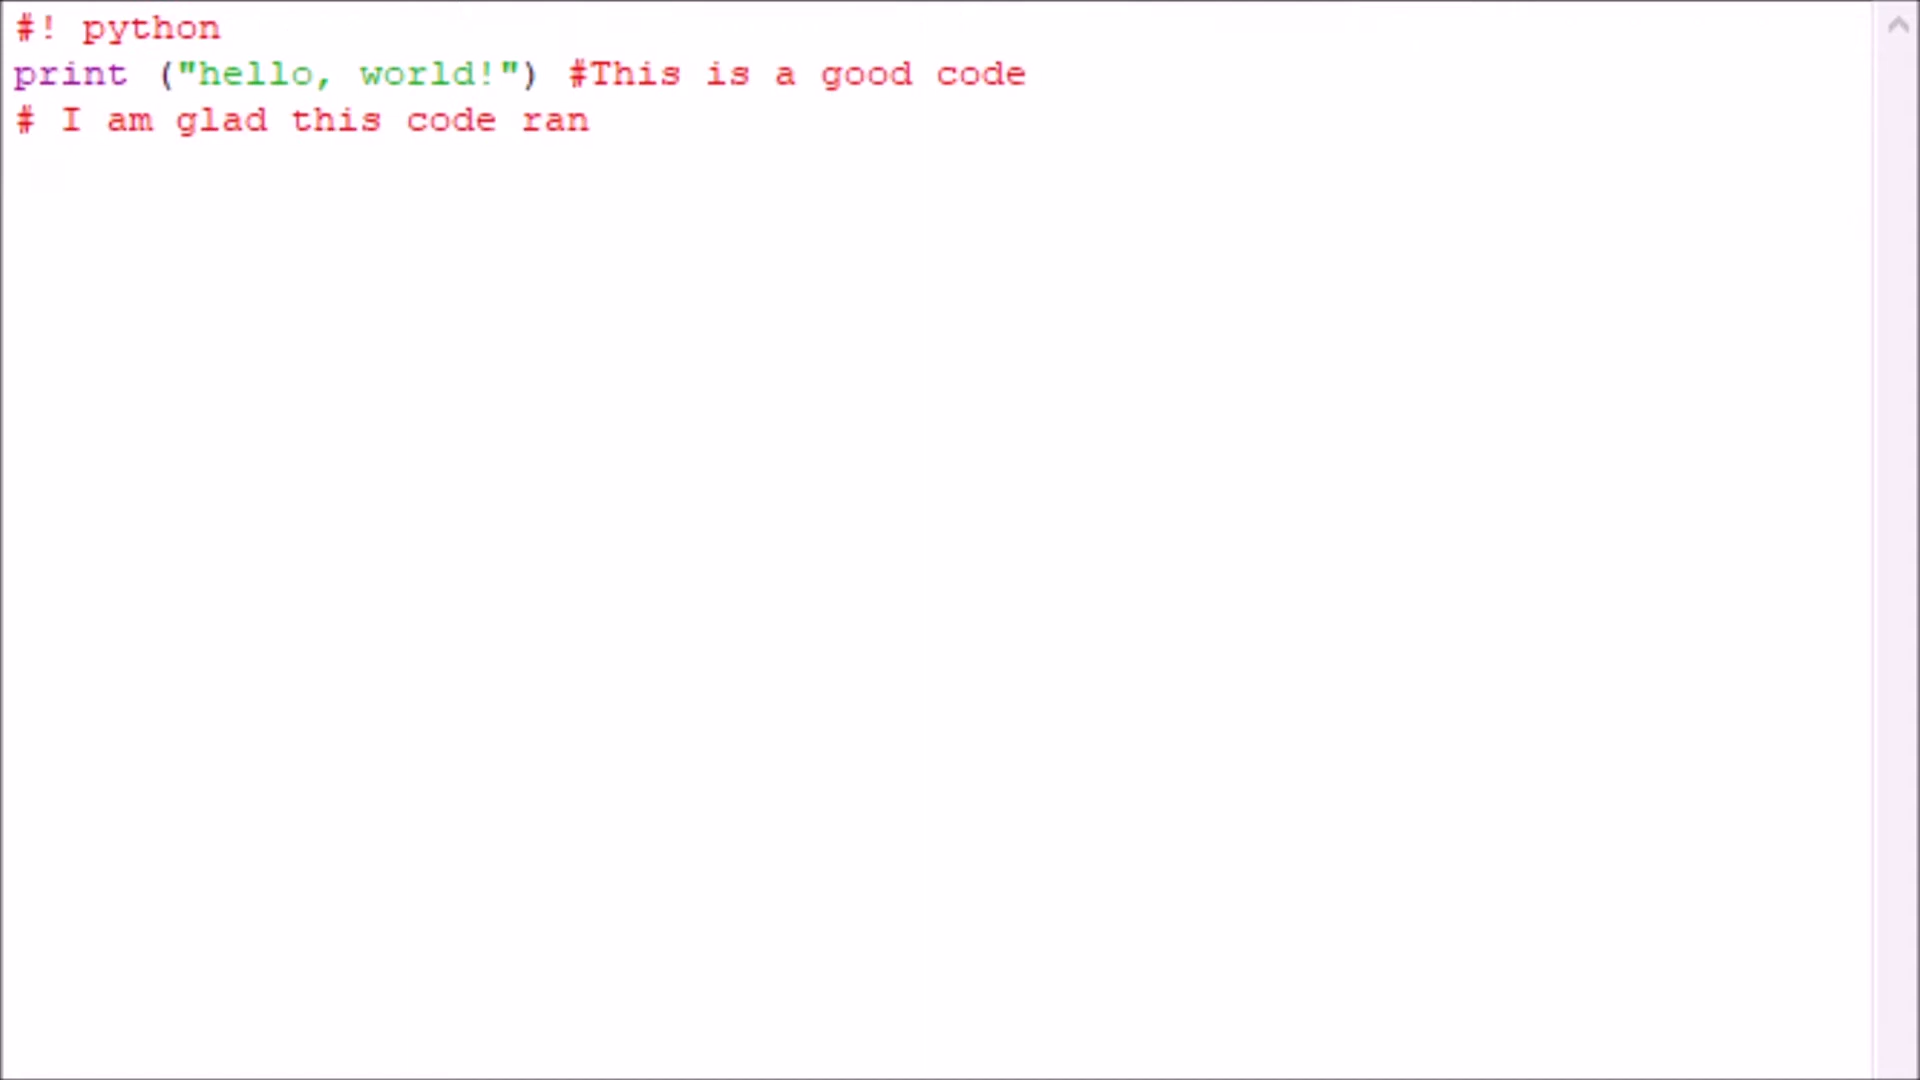 #! python
print ("hello, world!") #This is a good code
# I am glad this code ran